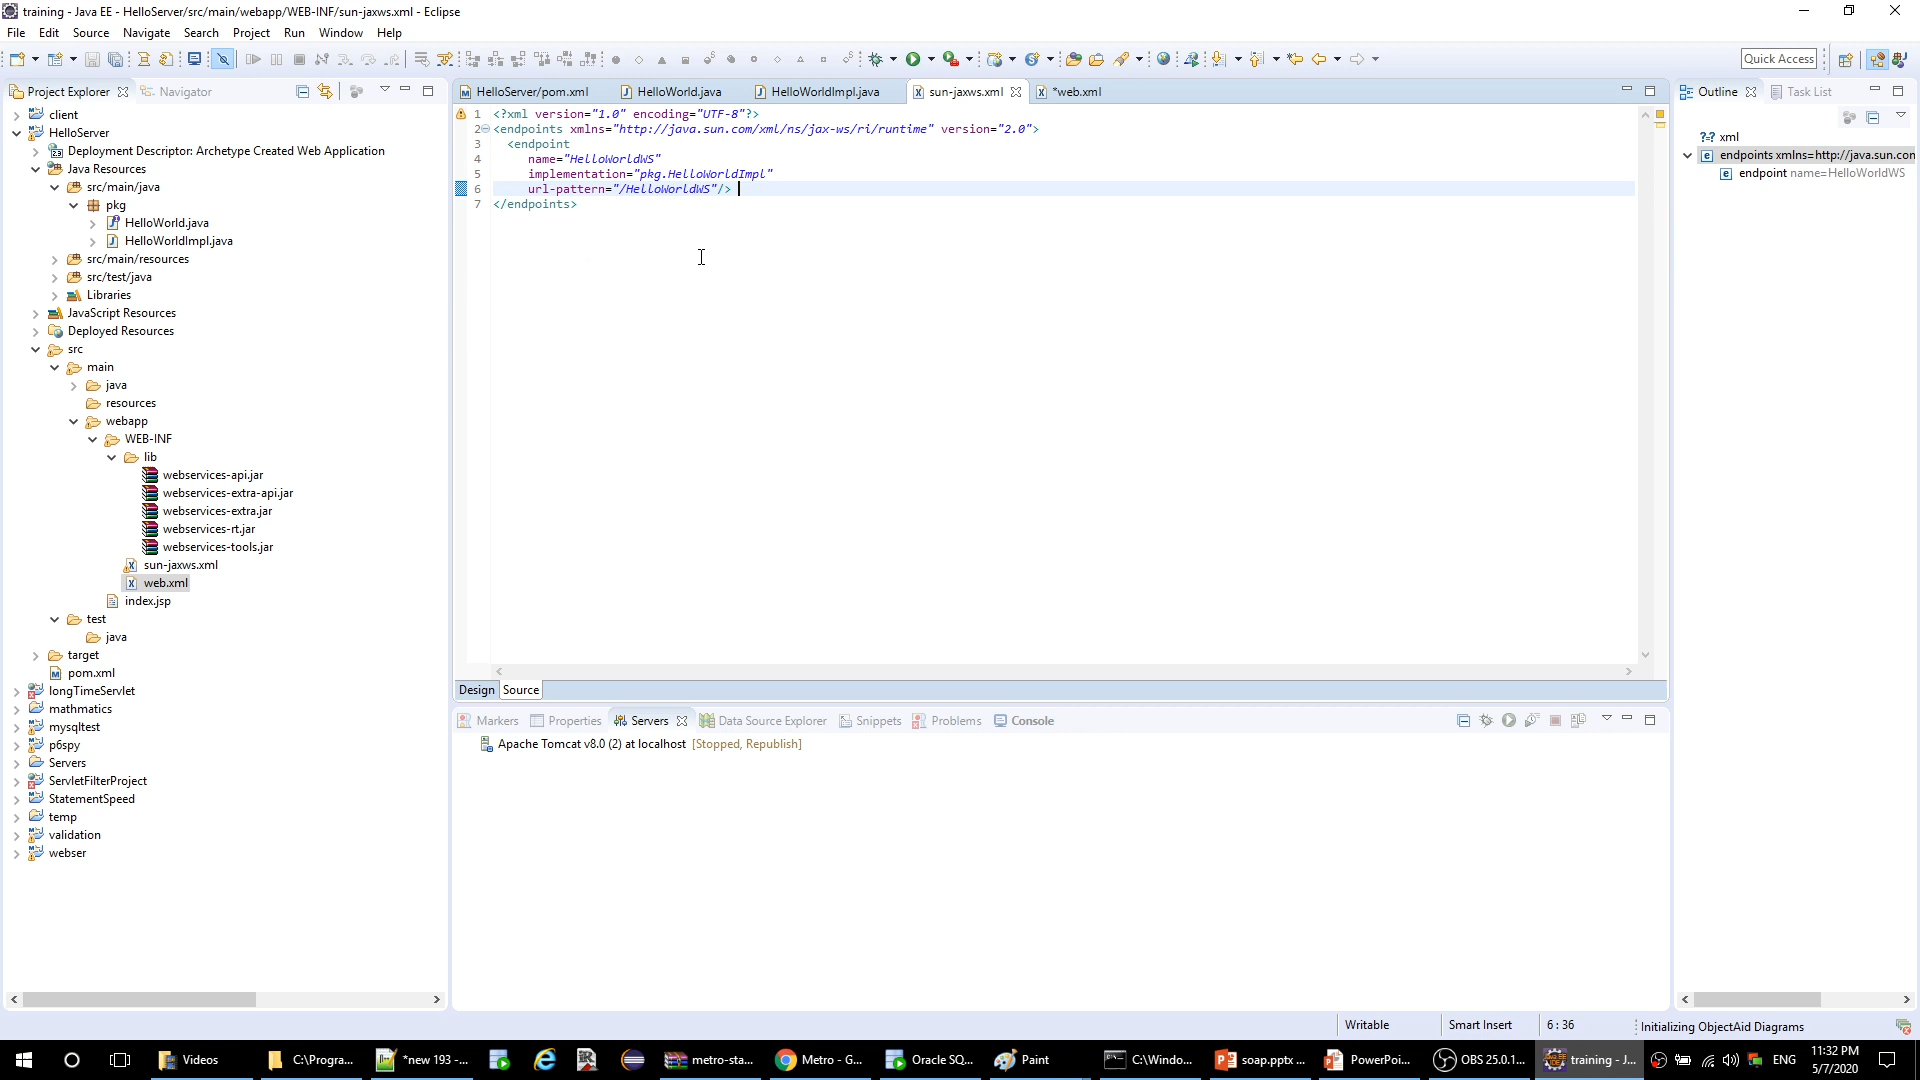 training - Java EE - HelloServer/src/main/webapp/WEB-INF/sun-jaxws.xml - Eclipse
File Edit Source Navigate Search Project Run Window Help
Quick Access
Project Explorer Navigator
client
HelloServer
Deployment Descriptor: Archetype Created Web Application
Java Resources
src/main/java
pkg
HelloWorld.java
HelloWorldImpl.java
src/main/resources
src/test/java
Libraries
JavaScript Resources
Deployed Resources
src
main
java
resources
webapp
WEB-INF
lib
webservices-api.jar
webservices-extra-api.jar
webservices-extra.jar
webservices-rt.jar
webservices-tools.jar
sun-jaxws.xml
web.xml
index.jsp
test
java
target
pom.xml
longTimeServlet
mathmatics
mysqltest
p6spy
Servers
ServletFilterProject
StatementSpeed
temp
validation
webser
HelloServer/pom.xml HelloWorld.java HelloWorldImpl.java sun-jaxws.xml *web.xml
1 <?xml version="1.0" encoding="UTF-8"?>
2 <endpoints xmlns="http://java.sun.com/xml/ns/jax-ws/ri/runtime" version="2.0">
3 <endpoint
4 name="HelloWorldWS"
5 implementation="pkg.HelloWorldImpl"
6 url-pattern="/HelloWorldWS"/>
7 </endpoints>
Design Source
Markers Properties Servers Data Source Explorer Snippets Problems Console
Apache Tomcat v8.0 (2) at localhost [Stopped, Republish]
Outline Task List
?=? xml
endpoints xmlns=http://java.sun.con
endpoint name=HelloWorldWS
Writable Smart Insert 6 : 36 Initializing ObjectAid Diagrams
Videos C:\Progra... *new 193 -... metro-sta... Metro - G... Oracle SQ... Paint C:\Windo... soap.pptx ... PowerPoi... OBS 25.0.1... training - J... ENG 11:32 PM
5/7/2020